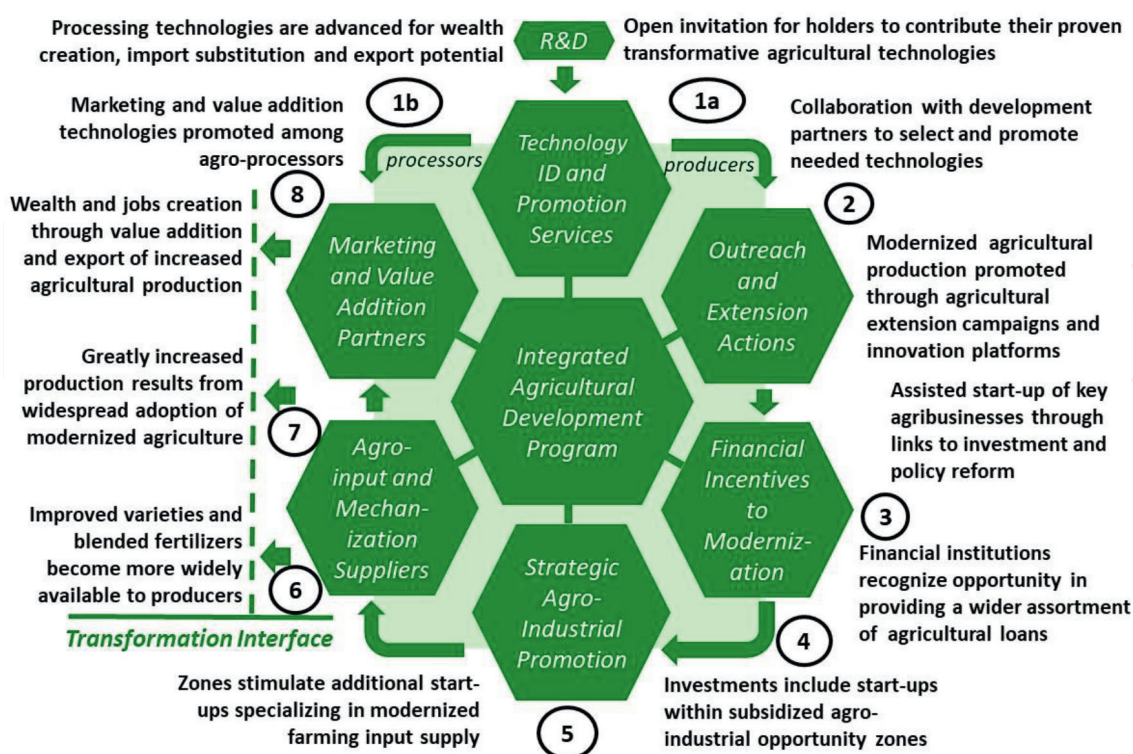 Processing technologies are advanced for wealth
creation, import substitution and export potential
R&D
Open invitation for holders to contribute their proven
transformative agricultural technologies
Marketing and value addition
technologies promoted among
agro-processors
1b
1a
Collaboration with development
partners to select and promote
needed technologies
processors
Technology
ID and
Promotion
Services
producers
8
2
Wealth and jobs creation
through value addition
and export of increased
agricultural production
Marketing
and Value
Addition
Partners
Outreach
and
Extension
Actions
Modernized agricultural
production promoted
through agricultural
extension campaigns and
innovation platforms
Integrated
Agricultural
Development
Program
Greatly increased
production results from
widespread adoption of
modernized agriculture
7
Assisted start-up of key
agribusinesses through
links to investment and
policy reform
Agro-
input and
Mechan-
ization
Suppliers
Financial
Incentives
to
Moderniz-
ation
3
Improved varieties and
blended fertilizers
become more widely
available to producers
6
Financial institutions
recognize opportunity in
providing a wider assortment
of agricultural loans
Strategic
Agro-
Industrial
Promotion
4
Transformation Interface
Zones stimulate additional start-
ups specializing in modernized
farming input supply
5
Investments include start-ups
within subsidized agro-
industrial opportunity zones